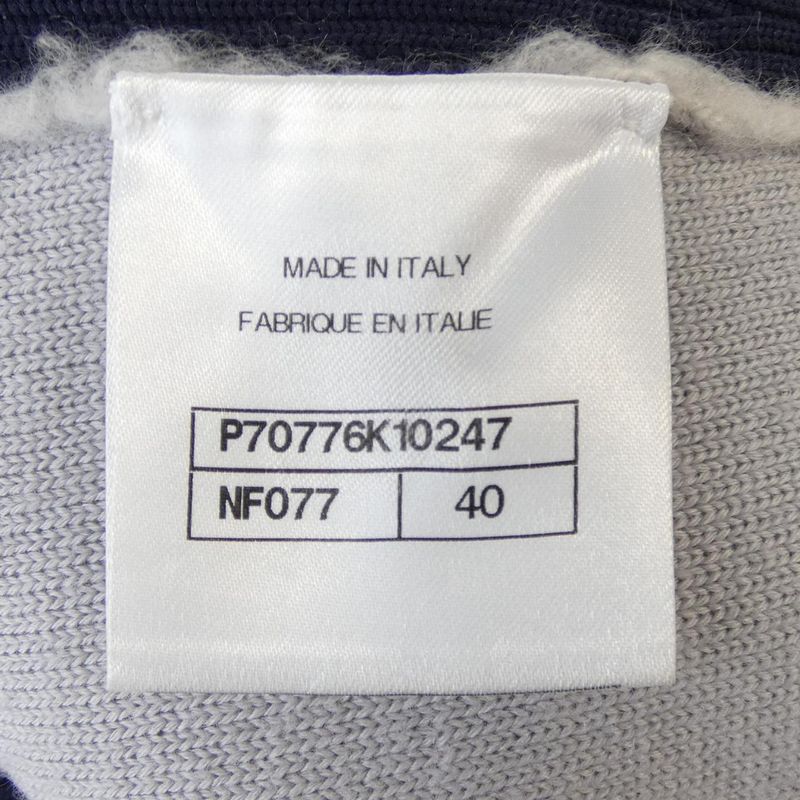 MADE IN ITALY
FABRIQUE EN ITALIE
P70776K10247
NF077 40